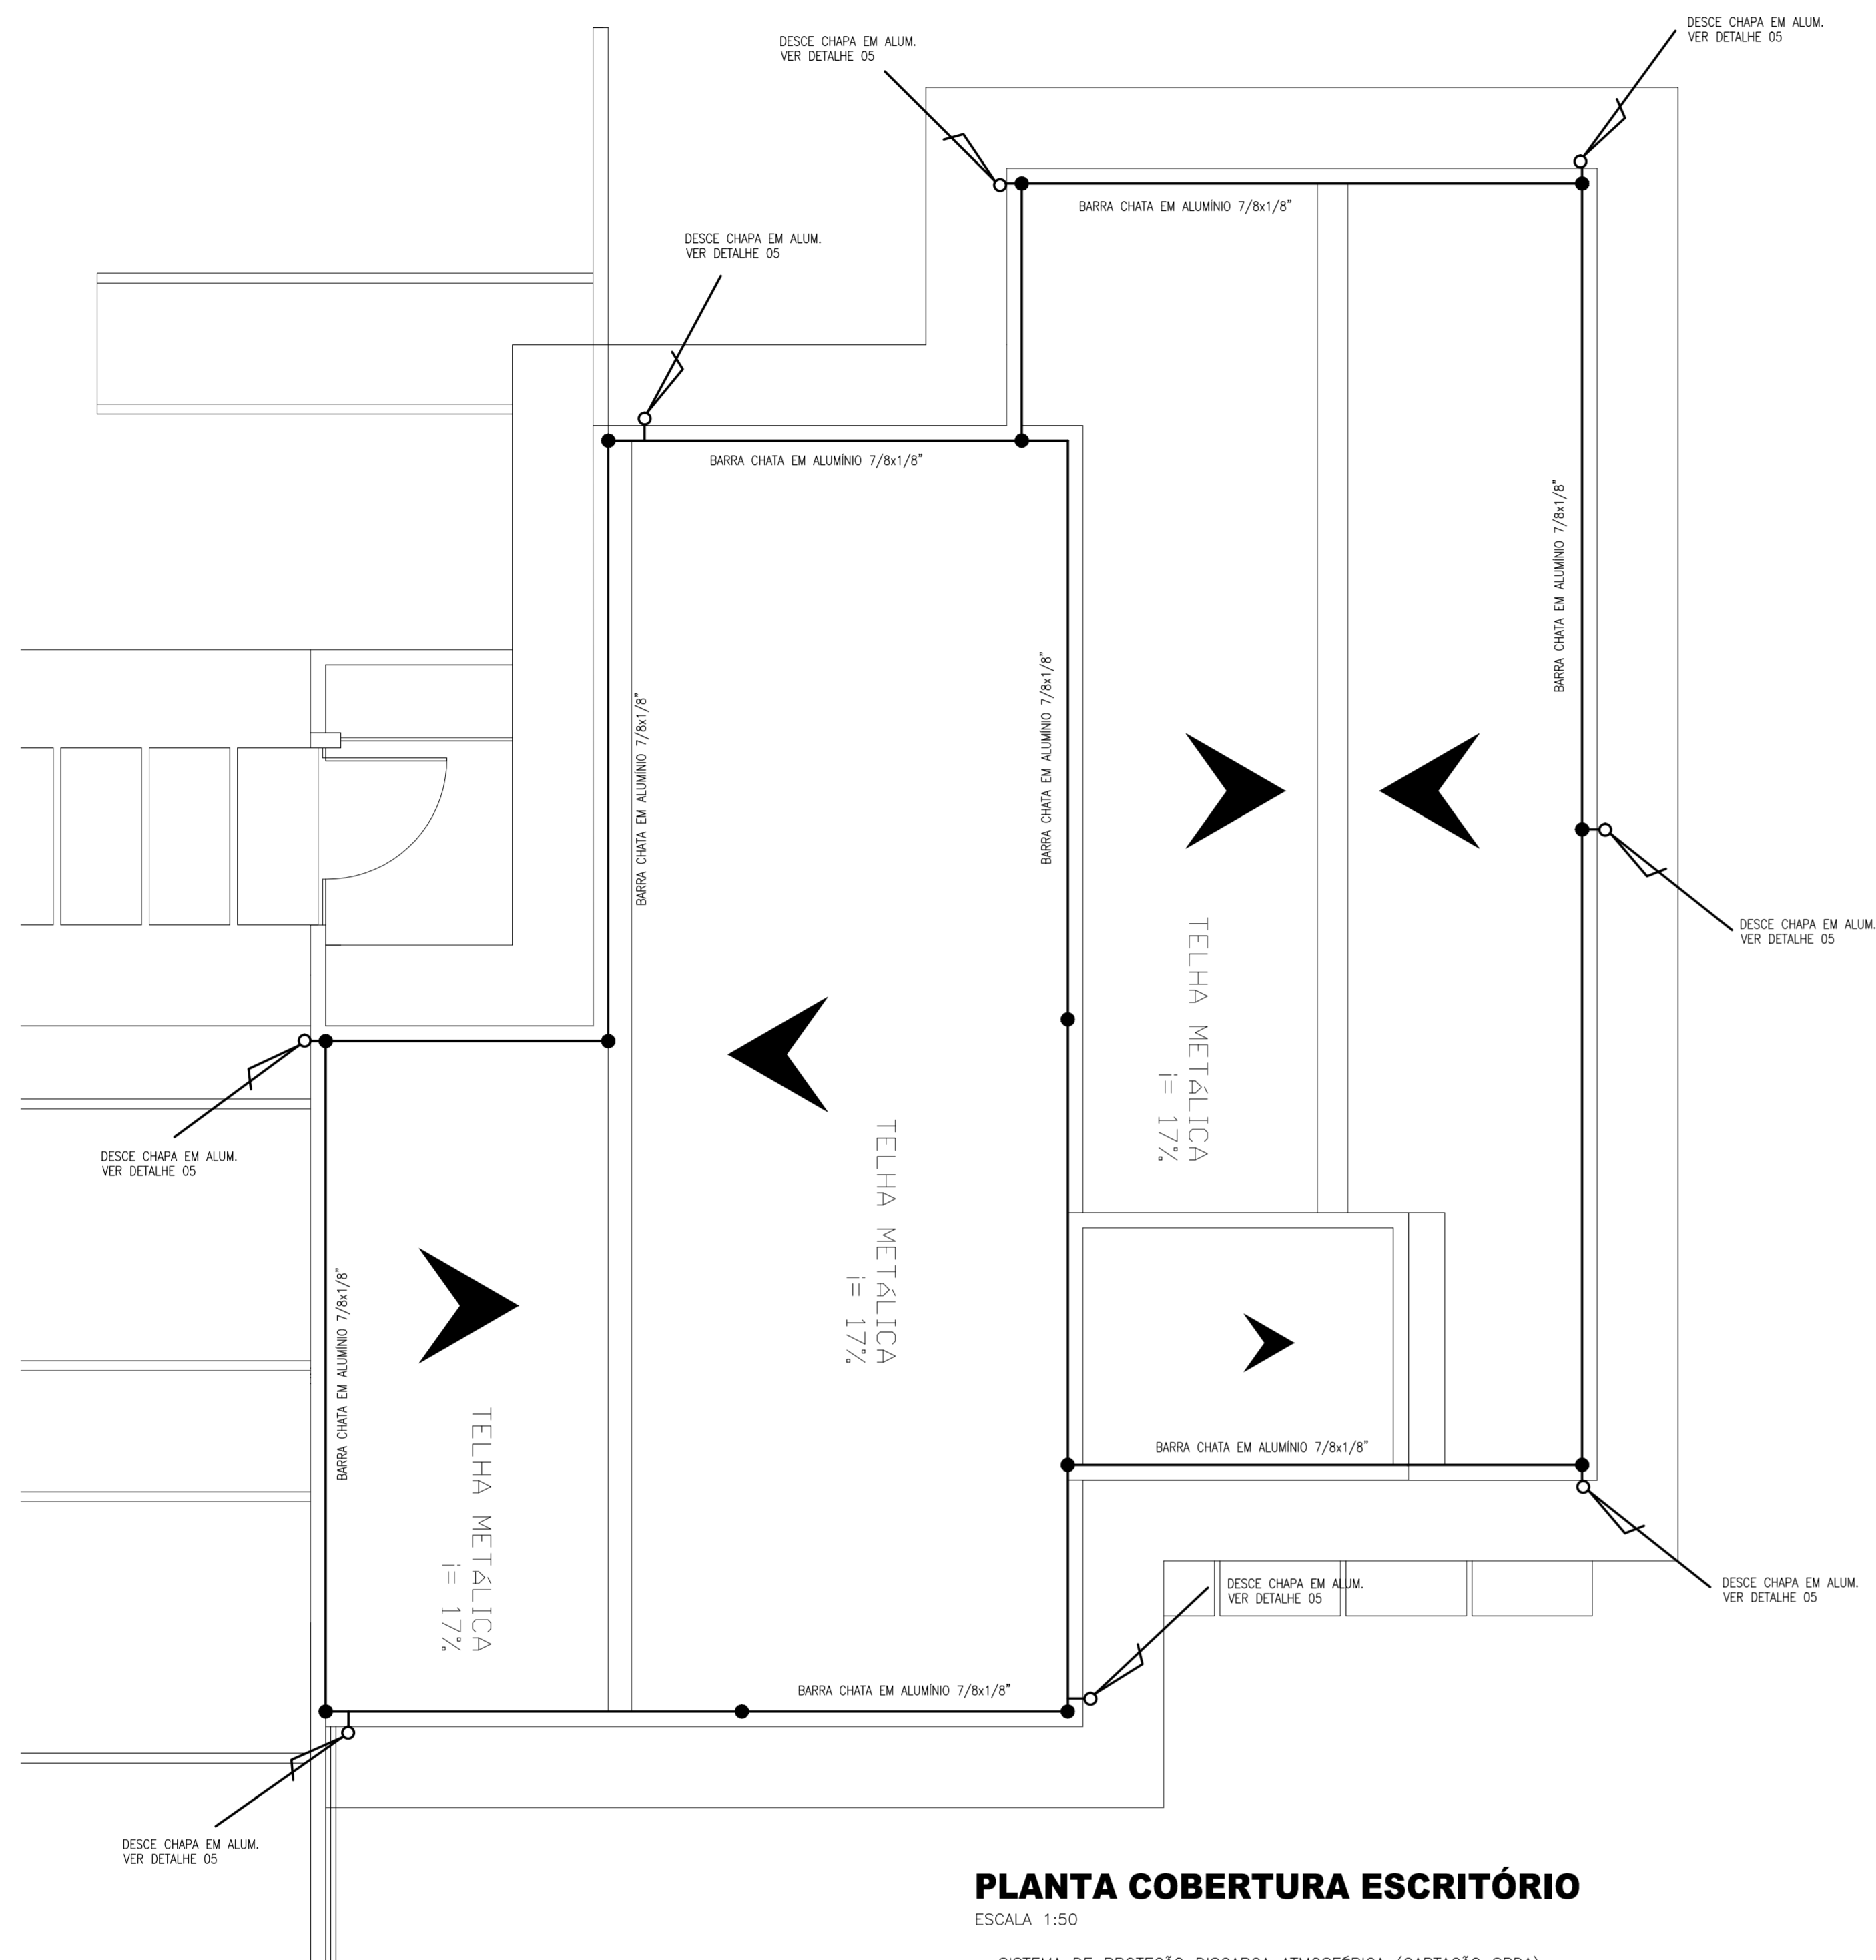 DESCE CHAPA EM ALUM.
VER DETALHE 05
DESCE CHAPA EM ALUM.
VER DETALHE 05
BARRA CHATA EM ALUMÍNIO 7/8x1/8"
DESCE CHAPA EM ALUM.
VER DETALHE 05
BARRA CHATA EM ALUMÍNIO 7/8x1/8"
BARRA CHATA EM ALUMÍNIO 7/8x1/8"
BARRA CHATA EM ALUMÍNIO 7/8x1/8"
BARRA CHATA EM ALUMÍNIO 7/8x1/8"
DESCE CHAPA EM ALUM.
VER DETALHE 05
TELHA METÁLICA
i= 17%
TELHA METÁLICA
i= 17%
DESCE CHAPA EM ALUM.
VER DETALHE 05
BARRA CHATA EM ALUMÍNIO 7/8x1/8"
TELHA METÁLICA
i= 17%
BARRA CHATA EM ALUMÍNIO 7/8x1/8"
DESCE CHAPA EM ALUM.
VER DETALHE 05
DESCE CHAPA EM ALUM.
VER DETALHE 05
BARRA CHATA EM ALUMÍNIO 7/8x1/8"
DESCE CHAPA EM ALUM.
VER DETALHE 05
PLANTA COBERTURA ESCRITÓRIO
ESCALA 1:50